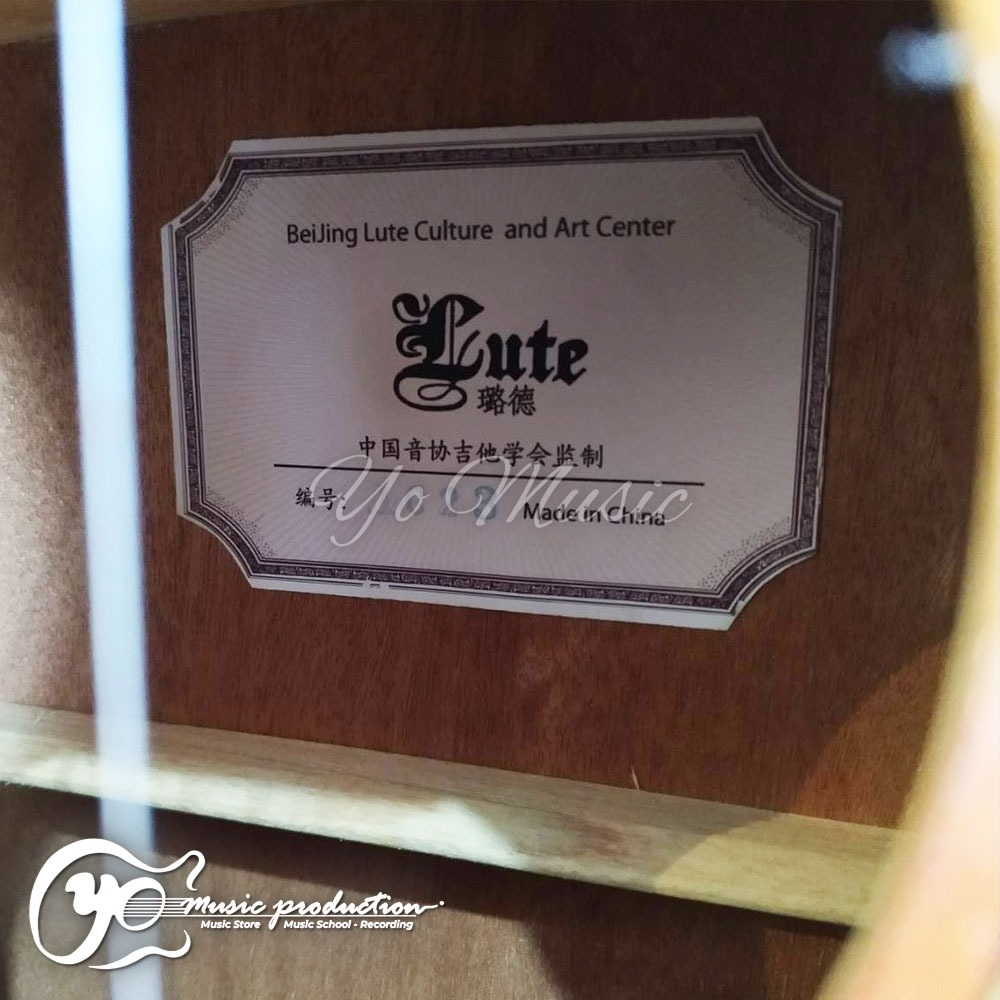 BeiJing Lute Culture and Art Center
Lute
璐德
中国音协吉他学会监制
编号:
Made in China
Yo Music
yo Music production
Music Store Music School - Recording